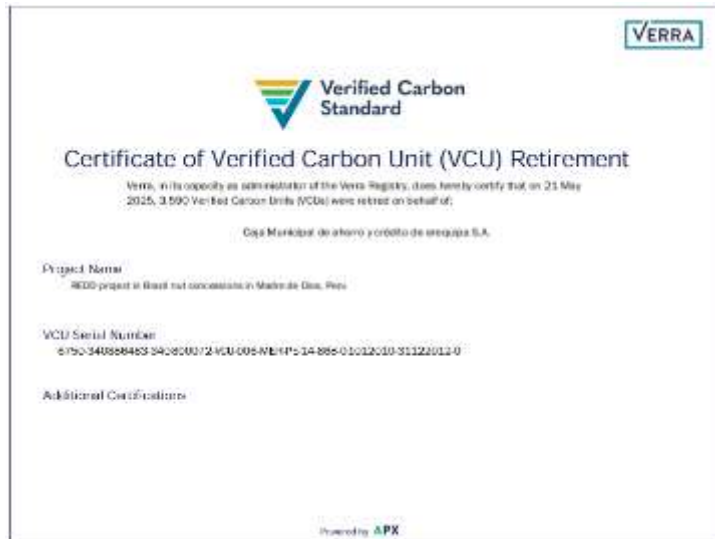 VERRA
Verified Carbon
Standard
Certificate of Verified Carbon Unit (VCU) Retirement
Verra, in its capacity as administrator of the Verra Registry, does hereby certify that on 21 May
2025, 3,590 Verified Carbon Units (VCUs) were retired on behalf of:
Caja Municipal de ahorro y crédito de arequipa S.A.
Project Name
REDD project in Brazil nut concessions in Madre de Dios, Peru
VCU Serial Number
Additional Certifications
Powered by APX